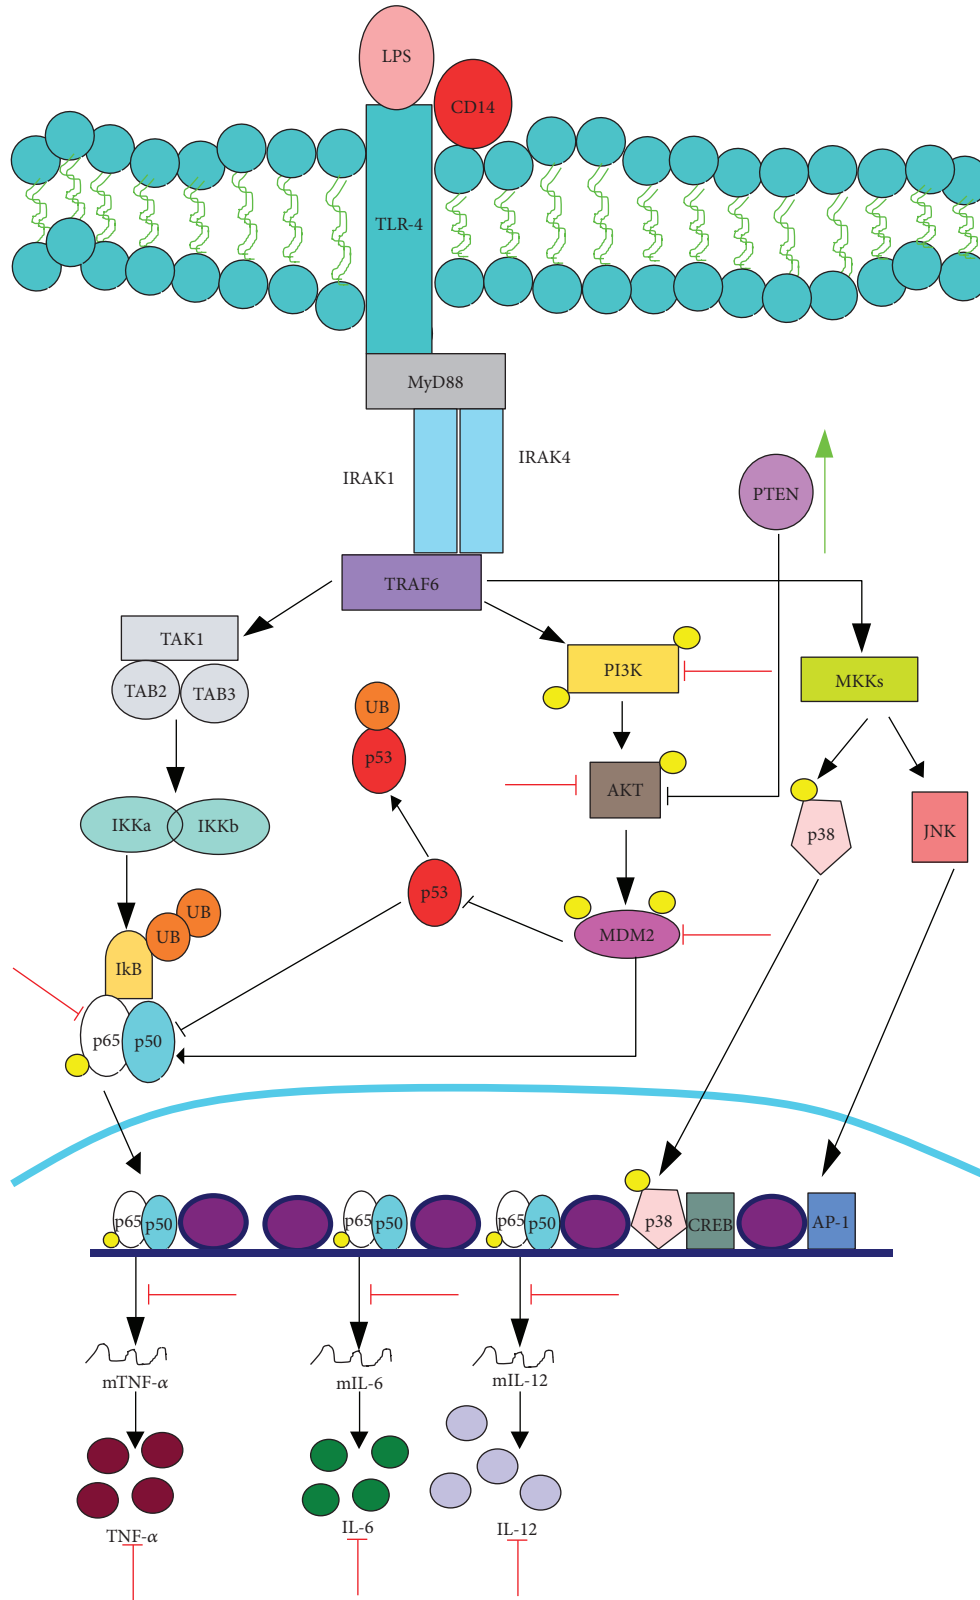 LPS
CD14
TLR-4
MyD88
IRAK1
IRAK4
PTEN
TRAF6
TAK1
TAB2
TAB3
PI3K
MKKs
UB
p53
AKT
IKKa
IKKb
p38
JNK
p53
UB
UB
MDM2
IkB
p65
p50
p65
p50
p65
p50
p65
p50
p38
CREB
AP-1
mTNF-α
mIL-6
mIL-12
TNF-α
IL-6
IL-12